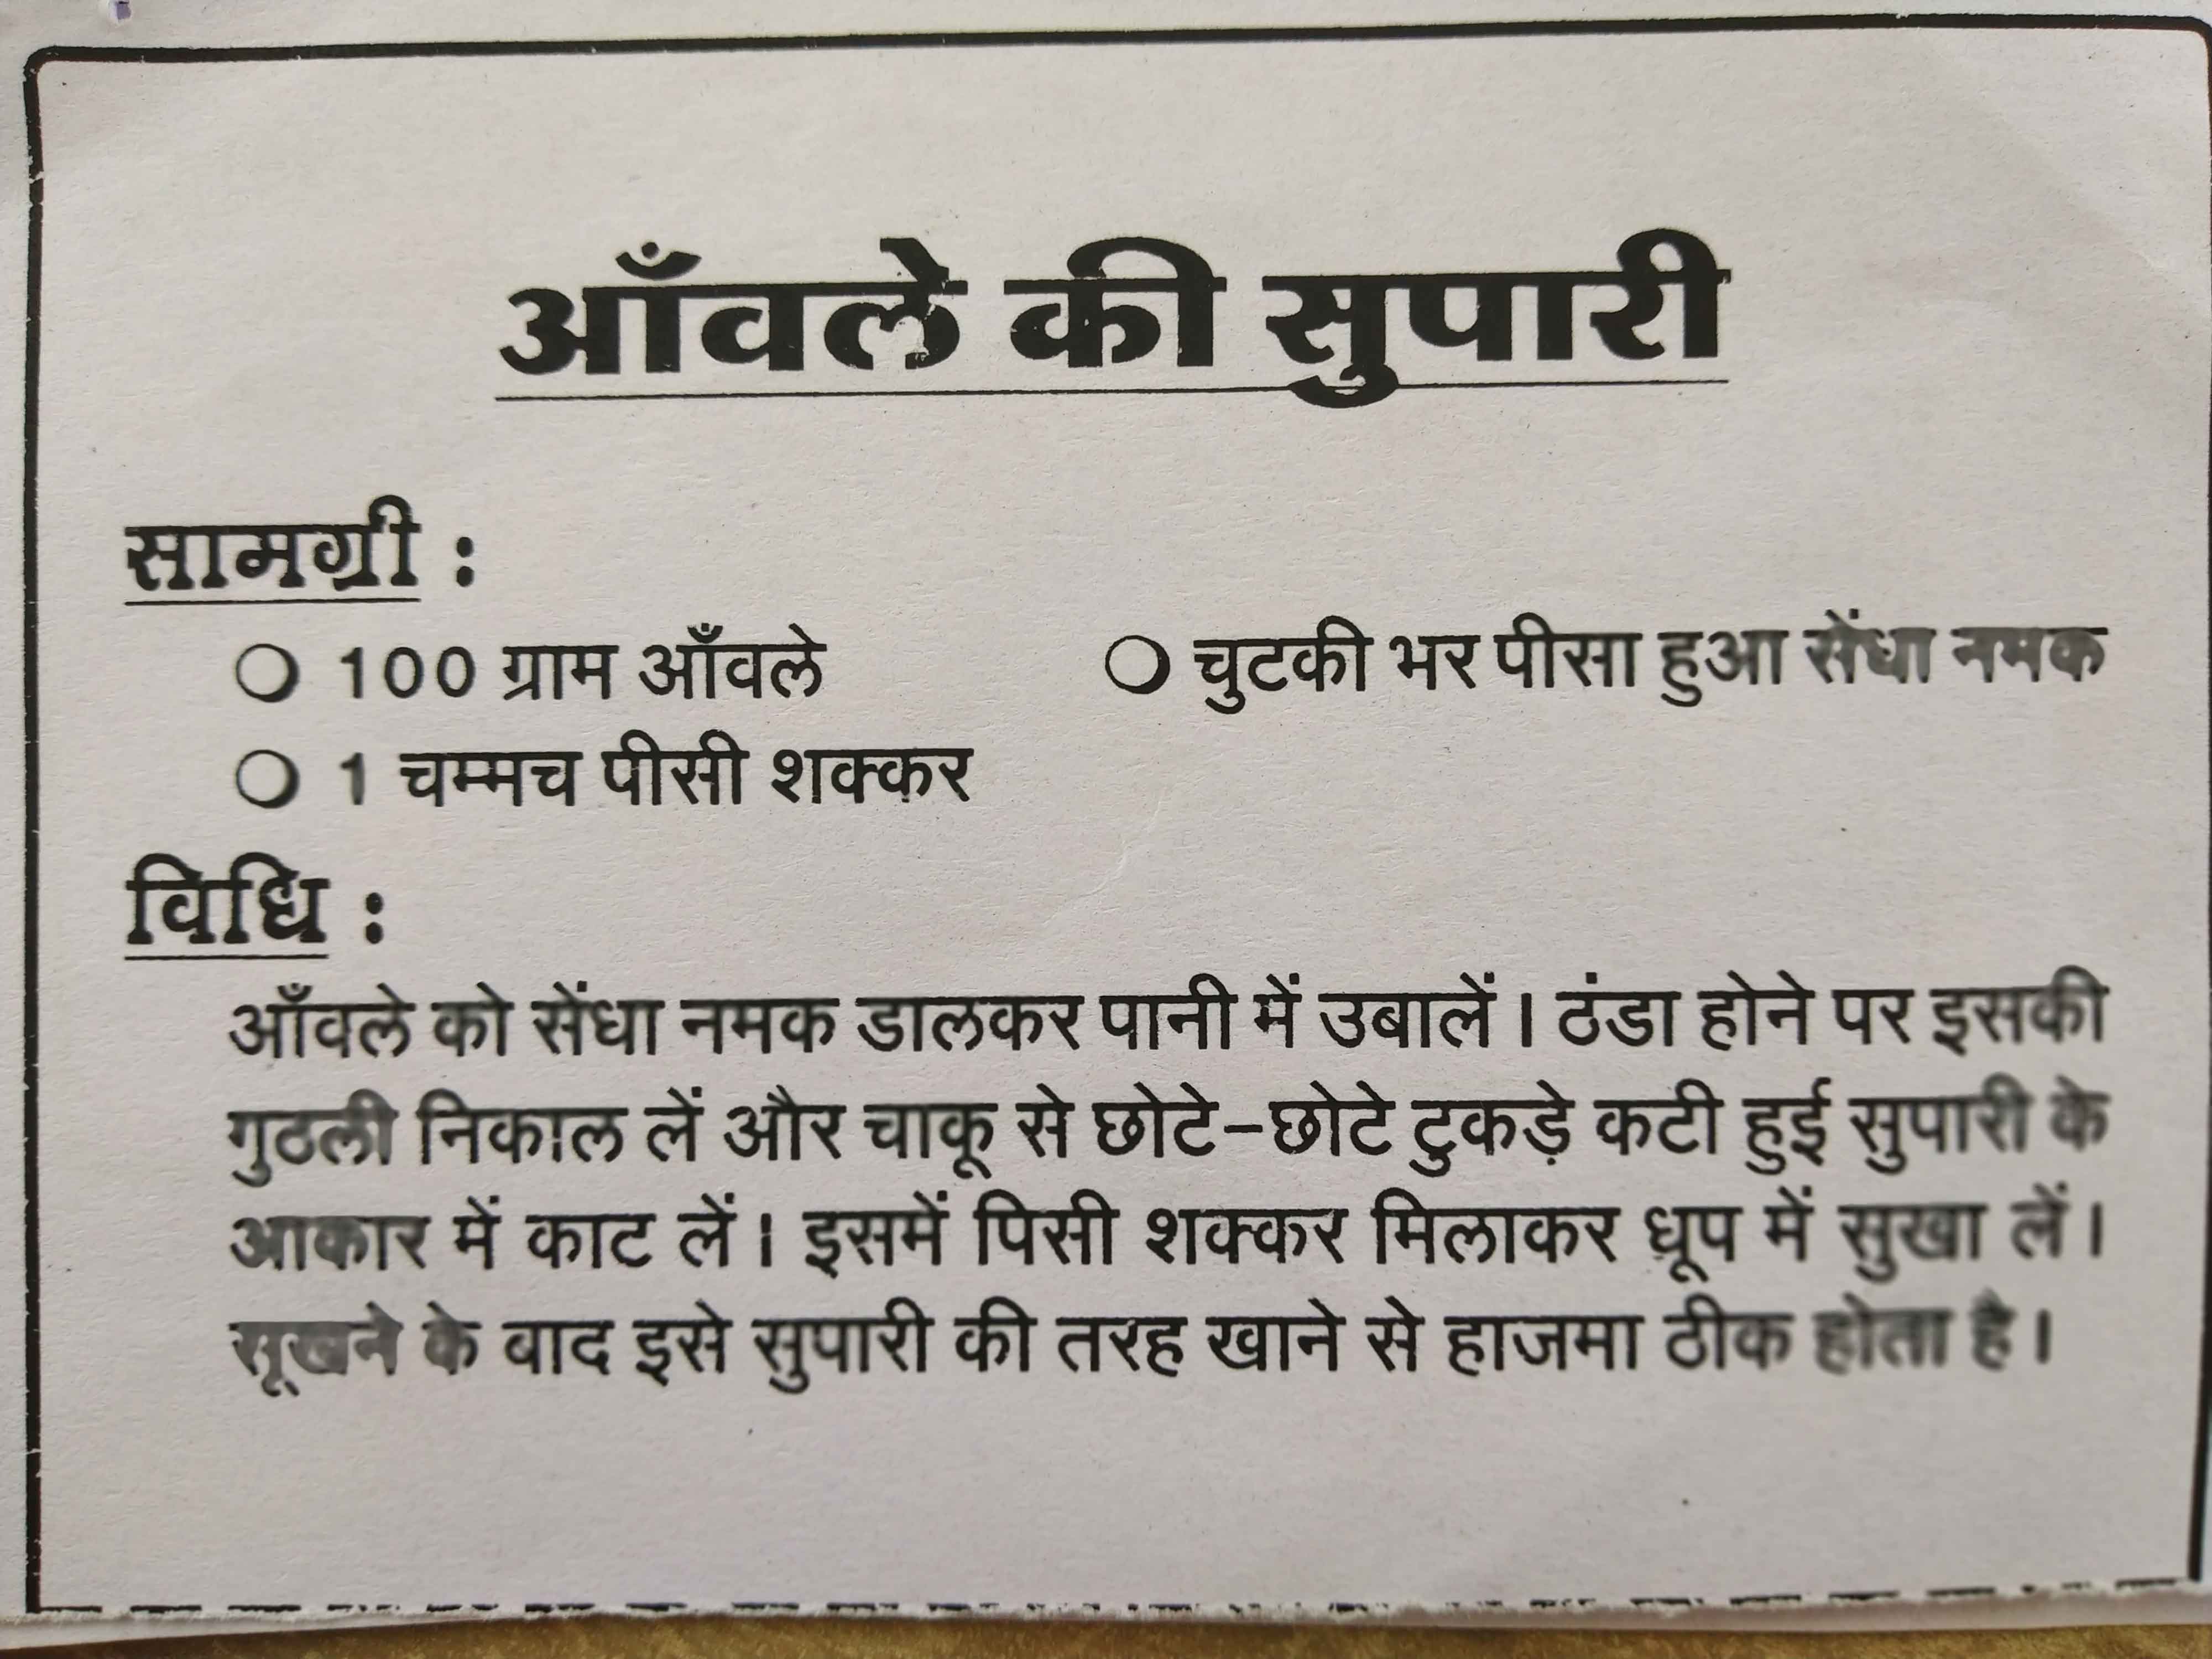 आँवले की सुपारी
सामग्री :
○ 100 ग्राम आँवले ○ चुटकी भर पीसा हुआ सेंधा नमक
○ 1 चम्मच पीसी शक्कर
विधि :
आँवले को सेंधा नमक डालकर पानी में उबालें । ठंडा होने पर इसकी
गुठली निकाल लें और चाकू से छोटे-छोटे टुकड़े कटी हुई सुपारी के
आकार में काट लें । इसमें पिसी शक्कर मिलाकर धूप में सुखा लें ।
सूखने के बाद इसे सुपारी की तरह खाने से हाजमा ठीक होता है ।